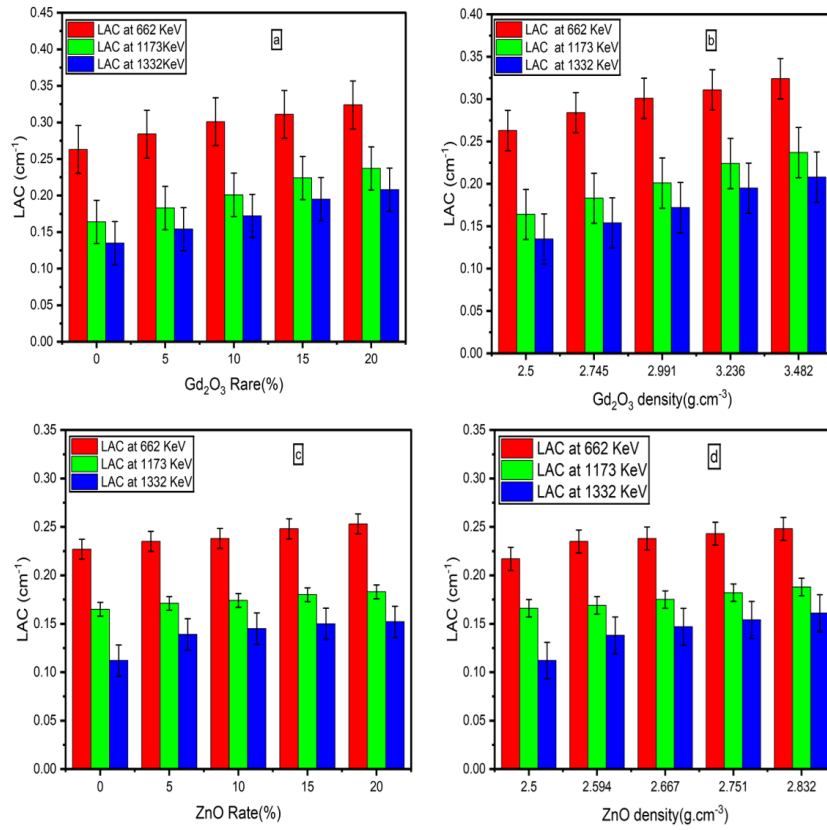 0.45
0.40
0.35
0.30
0.25
0.20
0.15
0.10
0.05
0.00
LAC (cm⁻¹)
LAC at 662 KeV
LAC at 1173KeV
LAC at 1332KeV
a
0 5 10 15 20
Gd₂O₃ Rare(%)
0.40
0.35
0.30
0.25
0.20
0.15
0.10
0.05
0.00
LAC (cm⁻¹)
LAC at 662 KeV
LAC at 1173 KeV
LAC at 1332 KeV
b
2.5 2.745 2.991 3.236 3.482
Gd₂O₃ density(g.cm⁻³)
0.35
0.30
0.25
0.20
0.15
0.10
0.05
0.00
LAC (cm⁻¹)
LAC at 662 KeV
LAC at 1173 KeV
LAC at 1332 KeV
c
0 5 10 15 20
ZnO Rate(%)
0.35
0.30
0.25
0.20
0.15
0.10
0.05
0.00
LAC (cm⁻¹)
LAC at 662 KeV
LAC at 1173 KeV
LAC at 1332 KeV
d
2.5 2.594 2.667 2.751 2.832
ZnO density(g.cm⁻³)